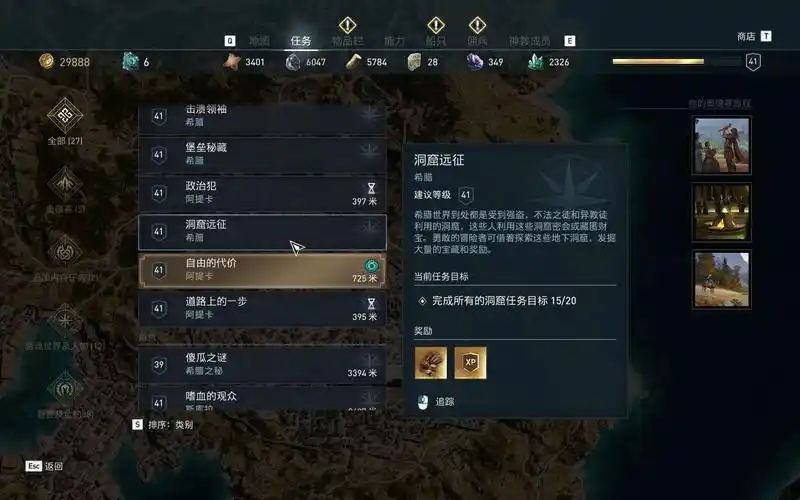 Q 地图 任务 物品栏 能力 船只 佣兵 神教成员 E
商店 T
29888 6 3401 6047 5784 28 349 2326 41
你的奥德赛旅程
全部 (27)
41 击溃领袖
希腊
41 堡垒秘藏
希腊
41 政治犯
阿提卡 397 米
41 洞窟远征
希腊
41 自由的代价
阿提卡 725 米
41 道路上的一步
阿提卡 395 米
39 傻瓜之谜
希腊之秘 3394 米
41 嗜血的观众
S 排序：类别
洞窟远征
希腊
建议等级 41
希腊世界到处都是受到强盗，不法之徒和异教徒
利用的洞窟，这些人利用这些洞窟密会或藏匿财
宝。勇敢的冒险者可借着探索这些地下洞窟，发掘
大量的宝藏和奖励。
当前任务目标
完成所有的洞窟任务目标 15/20
奖励
XP
追踪
Esc 返回